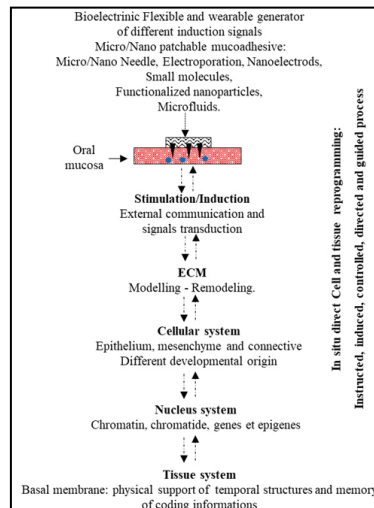 Bioelectrinic Flexible and wearable generator
of different induction signals
Micro/Nano patchable mucoadhesive:
Micro/Nano Needle, Electroporation, Nanoelectrods,
Small molecules,
Functionalized nanoparticles,
Microfluids.
Oral
mucosa
Stimulation/Induction
External communication and
signals transduction
ECM
Modelling - Remodeling.
Cellular system
Epithelium, mesenchyme and connective
Different developmental origin
Nucleus system
Chromatin, chromatide, genes et epigenes
Tissue system
Basal membrane: physical support of temporal structures and memory
of coding informations
In situ direct Cell and tissue reprogramming:
Instructed, induced, controlled, directed and guided process